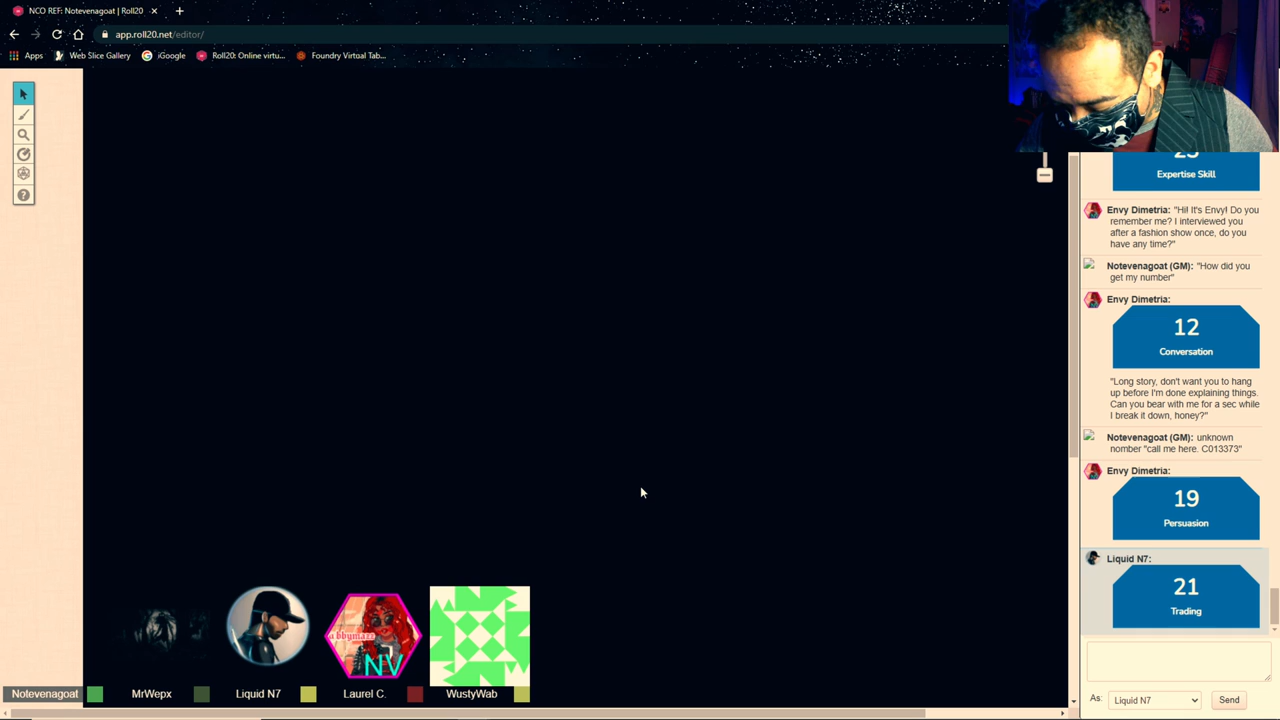 NCO REF: Notevenagoat | Roll20
app.roll20.net/editor/
Apps
Web Slice Gallery
iGoogle
Roll20: Online virtu...
Foundry Virtual Tab...
Expertise Skill
Envy Dimetria: "Hi! It's Envy! Do you
remember me? I interviewed you
after a fashion show once, do you
have any time?"
Notevenagoat (GM): "How did you
get my number"
Envy Dimetria:
12
Conversation
"Long story, don't want you to hang
up before I'm done explaining things.
Can you bear with me for a sec while
I break it down, honey?"
Notevenagoat (GM): unknown
nomber "call me here. C013373"
Envy Dimetria:
19
Persuasion
Liquid N7:
21
Trading
NV
Notevenagoat
MrWepx
Liquid N7
Laurel C.
WustyWab
As:
Liquid N7
Send